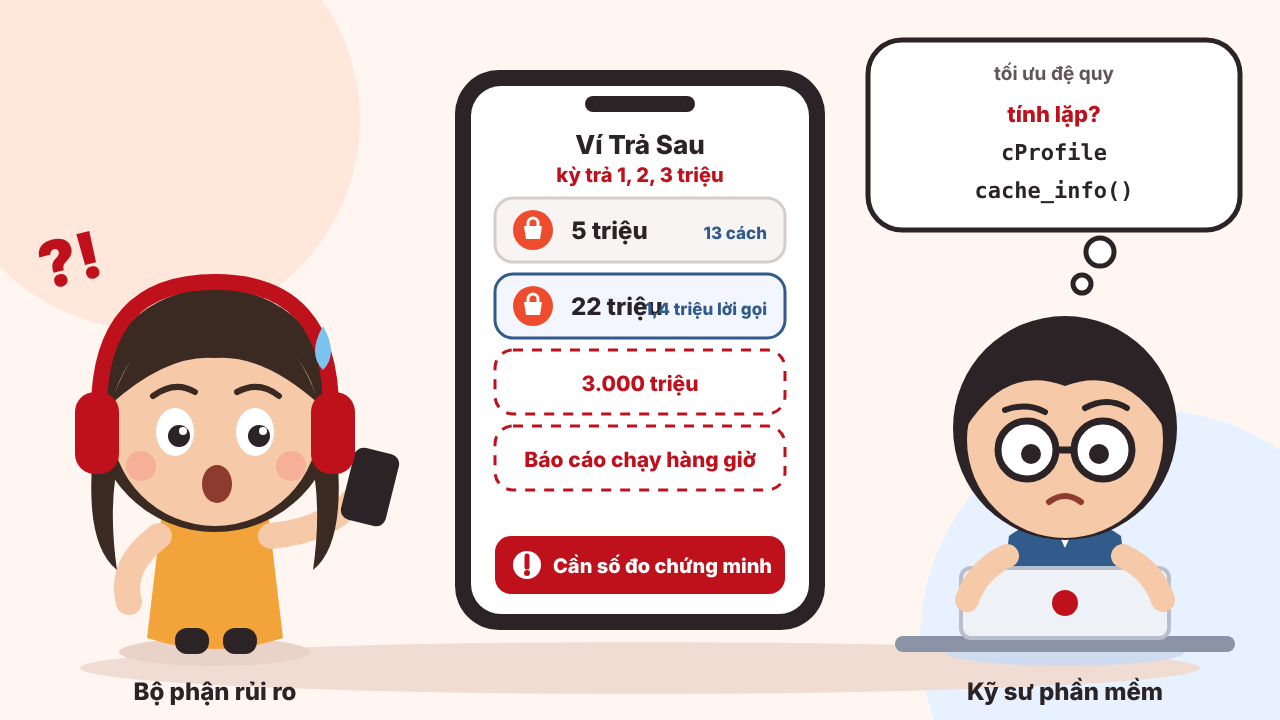 ?!
Ví Trả Sau
kỳ trả 1, 2, 3 triệu
5 triệu 13 cách
22 triệu 1,4 triệu lời gọi
3.000 triệu
Báo cáo chạy hàng giờ
Cần số đo chứng minh
tối ưu đệ quy
tính lặp?
cProfile
cache_info()
Bộ phận rủi ro
Kỹ sư phần mềm